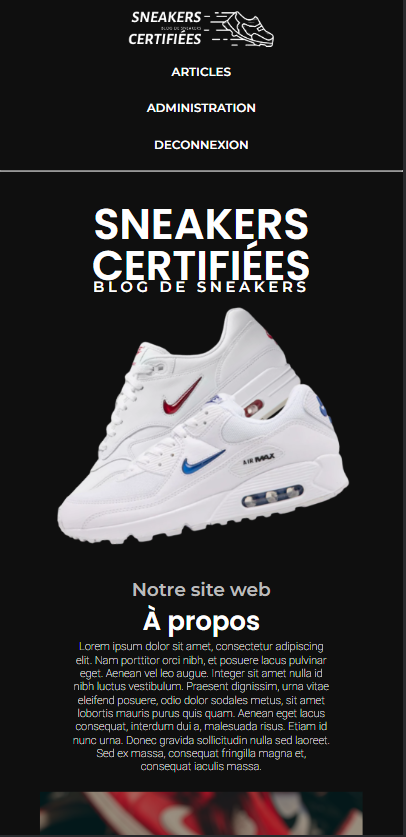 SNEAKERS
BLOG DE SNEAKERS
CERTIFIÉES
ARTICLES
ADMINISTRATION
DECONNEXION
SNEAKERS
CERTIFIÉES
BLOG DE SNEAKERS
AIR MAX
Notre site web
À propos
Lorem ipsum dolor sit amet, consectetur adipiscing
elit. Nam porttitor orci nibh, et posuere lacus pulvinar
eget. Aenean vel leo augue. Integer sit amet nulla id
nibh luctus vestibulum. Praesent dignissim, urna vitae
eleifend posuere, odio dolor sodales metus, sit amet
lobortis mauris purus quis quam. Aenean eget lacus
consequat, interdum dui a, malesuada risus. Etiam id
nunc urna. Donec gravida sollicitudin nulla sed laoreet.
Sed ex massa, consequat fringilla magna et,
consequat iaculis massa.